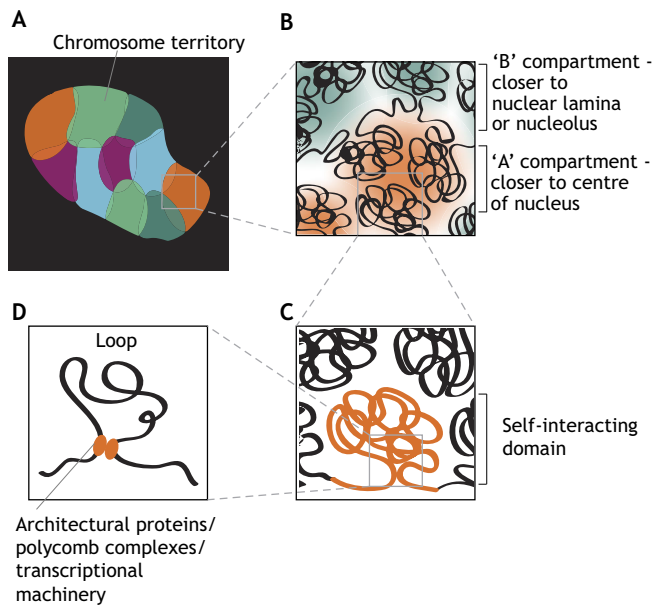 A
Chromosome territory
B
'B' compartment -
closer to
nuclear lamina
or nucleolus
'A' compartment -
closer to centre
of nucleus
D
Loop
Architectural proteins/
polycomb complexes/
transcriptional
machinery
C
Self-interacting
domain